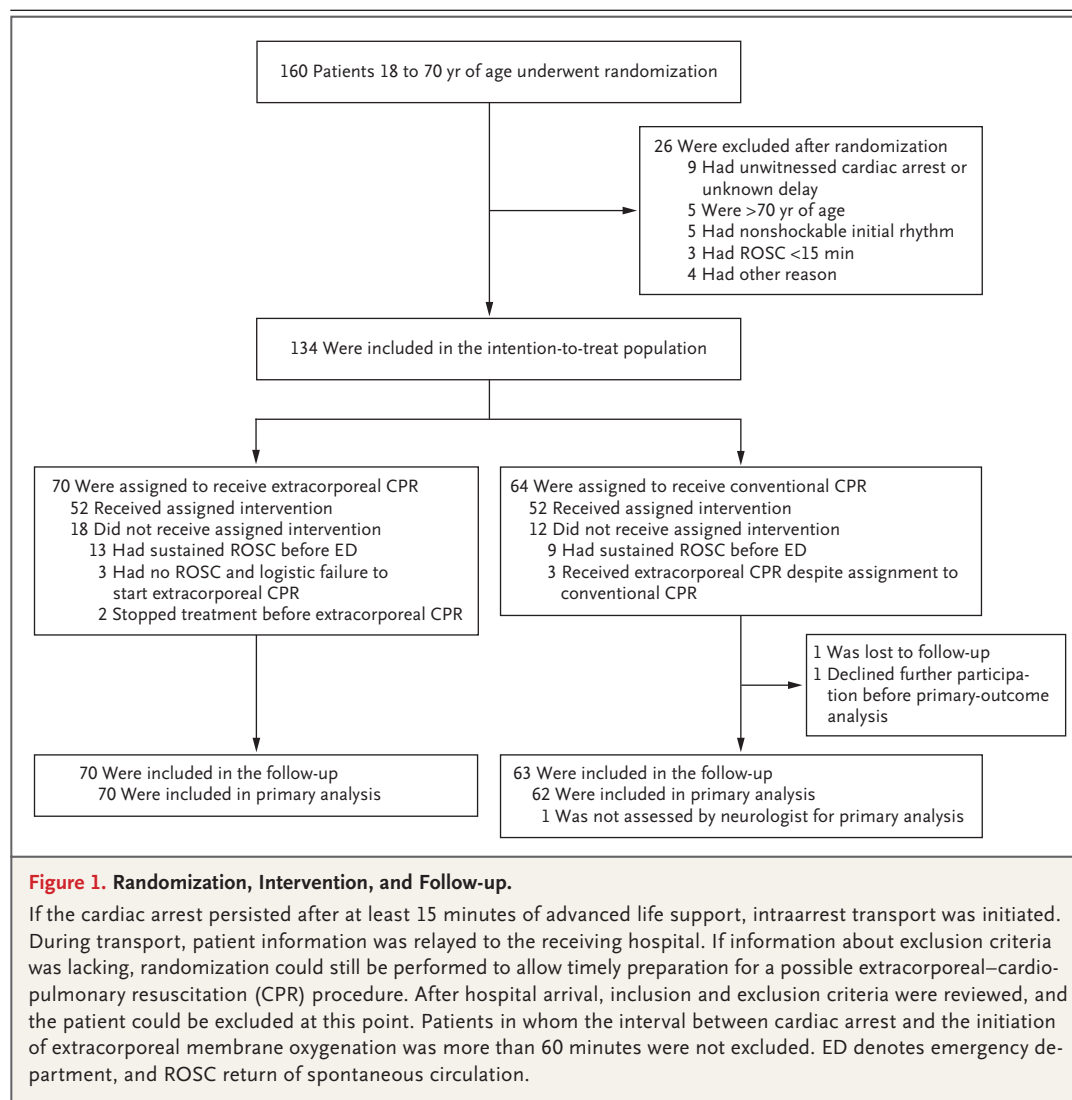 160 Patients 18 to 70 yr of age underwent randomization
26 Were excluded after randomization
9 Had unwitnessed cardiac arrest or
unknown delay
5 Were >70 yr of age
5 Had nonshockable initial rhythm
3 Had ROSC <15 min
4 Had other reason
134 Were included in the intention-to-treat population
70 Were assigned to receive extracorporeal CPR
52 Received assigned intervention
18 Did not receive assigned intervention
13 Had sustained ROSC before ED
3 Had no ROSC and logistic failure to
start extracorporeal CPR
2 Stopped treatment before extracorporeal CPR
64 Were assigned to receive conventional CPR
52 Received assigned intervention
12 Did not receive assigned intervention
9 Had sustained ROSC before ED
3 Received extracorporeal CPR despite assignment to
conventional CPR
1 Was lost to follow-up
1 Declined further participa-
tion before primary-outcome
analysis
70 Were included in the follow-up
70 Were included in primary analysis
63 Were included in the follow-up
62 Were included in primary analysis
1 Was not assessed by neurologist for primary analysis
Figure 1. Randomization, Intervention, and Follow-up.
If the cardiac arrest persisted after at least 15 minutes of advanced life support, intraarrest transport was initiated.
During transport, patient information was relayed to the receiving hospital. If information about exclusion criteria
was lacking, randomization could still be performed to allow timely preparation for a possible extracorporeal–cardio-
pulmonary resuscitation (CPR) procedure. After hospital arrival, inclusion and exclusion criteria were reviewed, and
the patient could be excluded at this point. Patients in whom the interval between cardiac arrest and the initiation
of extracorporeal membrane oxygenation was more than 60 minutes were not excluded. ED denotes emergency de-
partment, and ROSC return of spontaneous circulation.